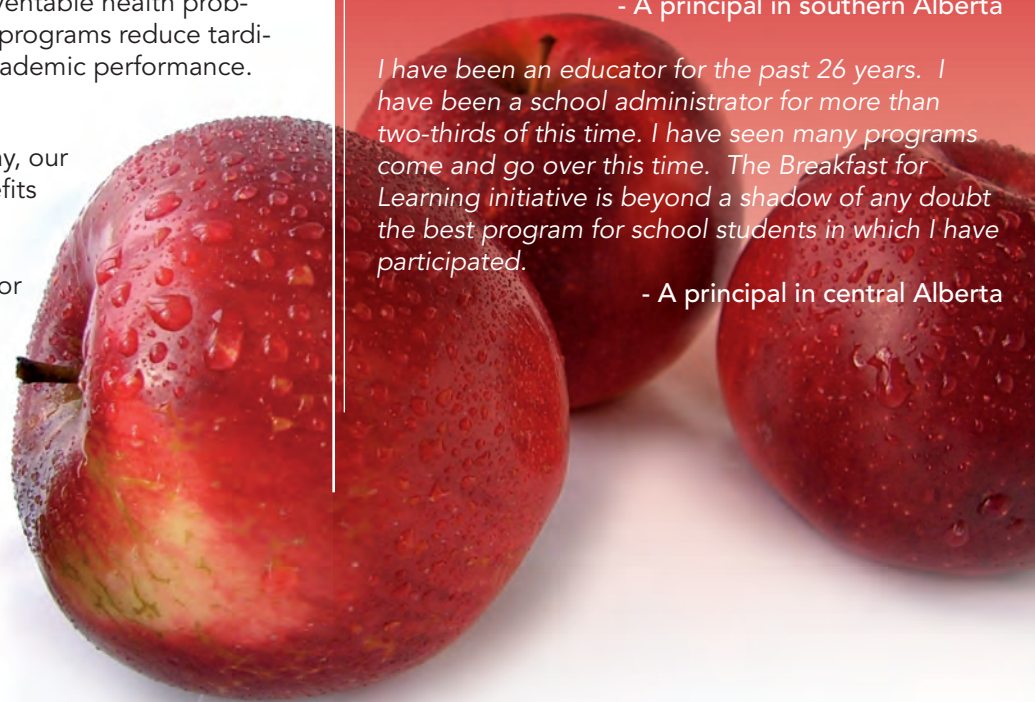 eventable health prob-
programs reduce tardi-
ademic performance.
ay, our
efits
or
- A principal in southern Alberta
I have been an educator for the past 26 years. I
have been a school administrator for more than
two-thirds of this time. I have seen many programs
come and go over this time. The Breakfast for
Learning initiative is beyond a shadow of any doubt
the best program for school students in which I have
participated.
- A principal in central Alberta